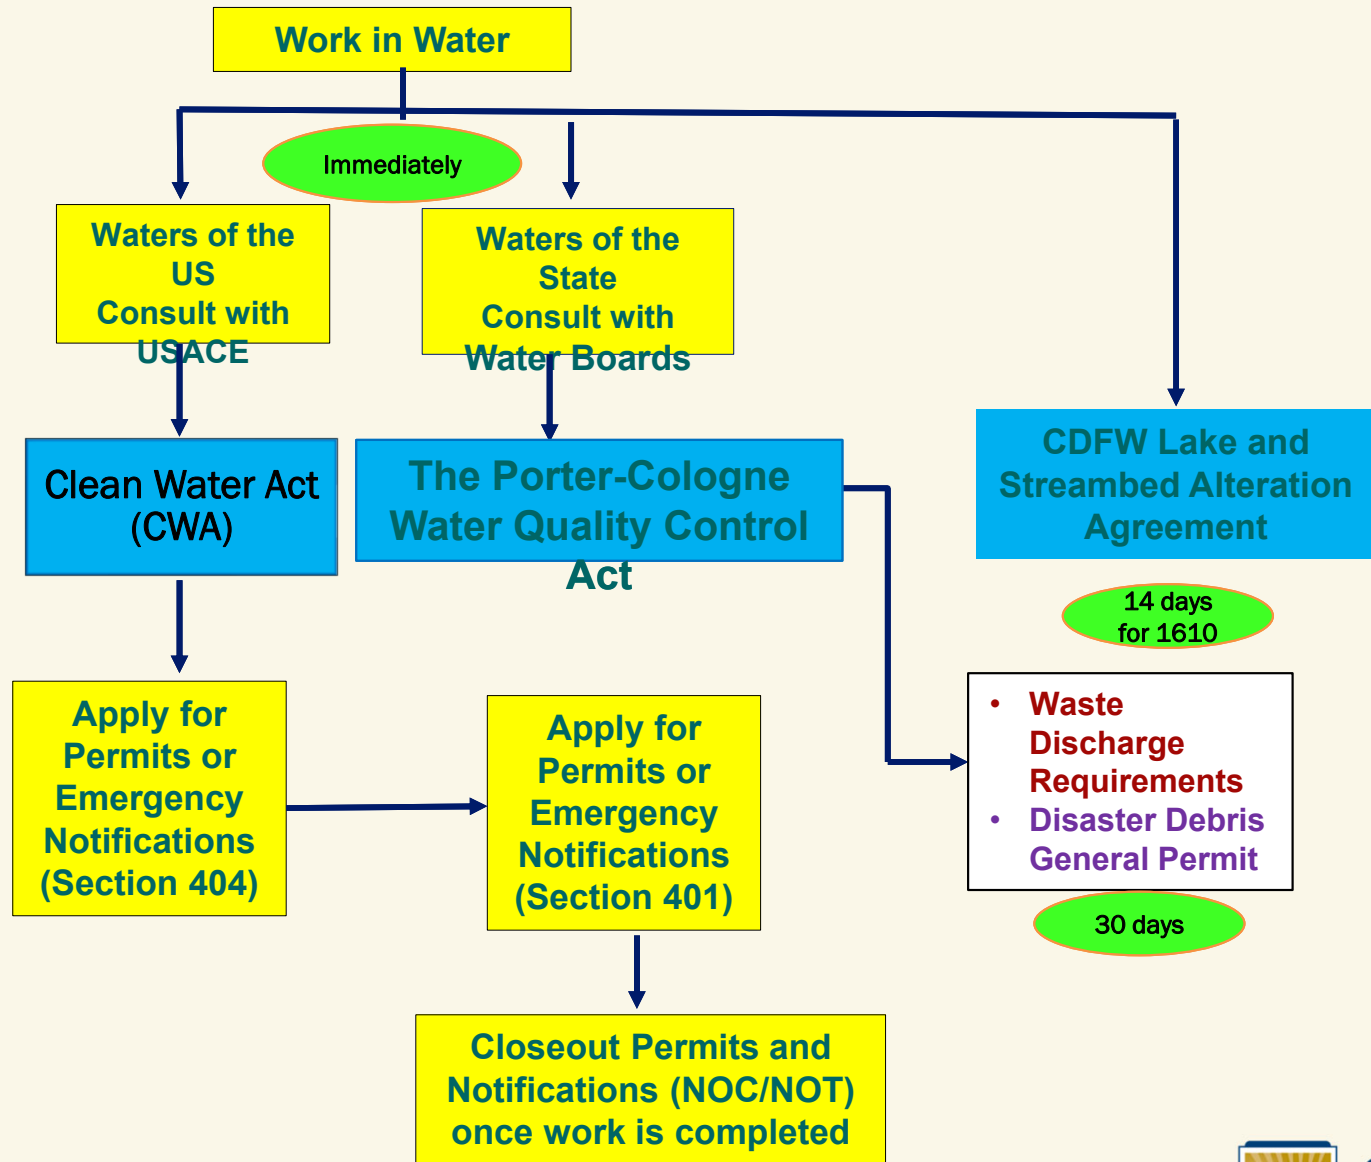 Work in Water
Immediately
Waters of the
US
Consult with
USACE
Waters of the
State
Consult with
Water Boards
Clean Water Act
(CWA)
The Porter-Cologne
Water Quality Control
Act
CDFW Lake and
Streambed Alteration
Agreement
14 days
for 1610
Apply for
Permits or
Emergency
Notifications
(Section 404)
Apply for
Permits or
Emergency
Notifications
(Section 401)
• Waste
Discharge
Requirements
• Disaster Debris
General Permit
30 days
Closeout Permits and
Notifications (NOC/NOT)
once work is completed